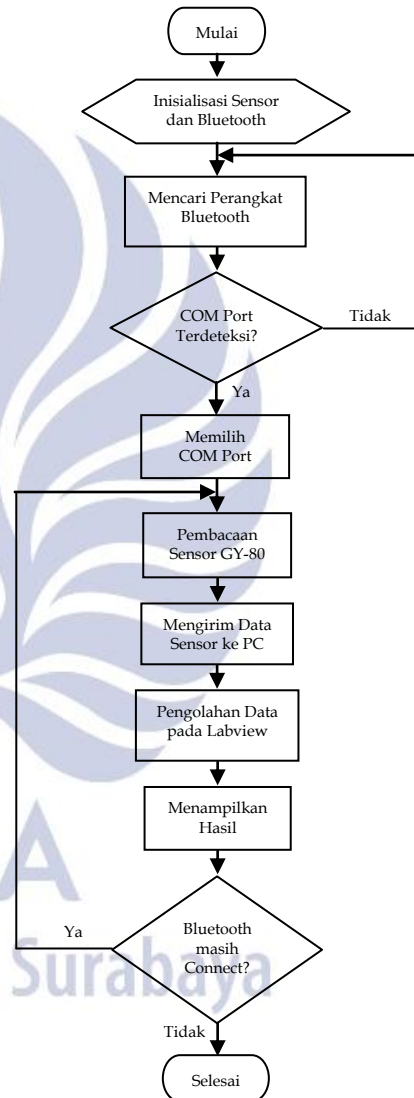 Mulai
Inisialisasi Sensor
dan Bluetooth
Mencari Perangkat
Bluetooth
COM Port
Terdeteksi?
Tidak
Ya
Memilih
COM Port
Pembacaan
Sensor GY-80
Mengirim Data
Sensor ke PC
Pengolahan Data
pada Labview
Menampilkan
Hasil
A
Ya
Bluetooth
masih
Connect?
Surabaya
Tidak
Selesai